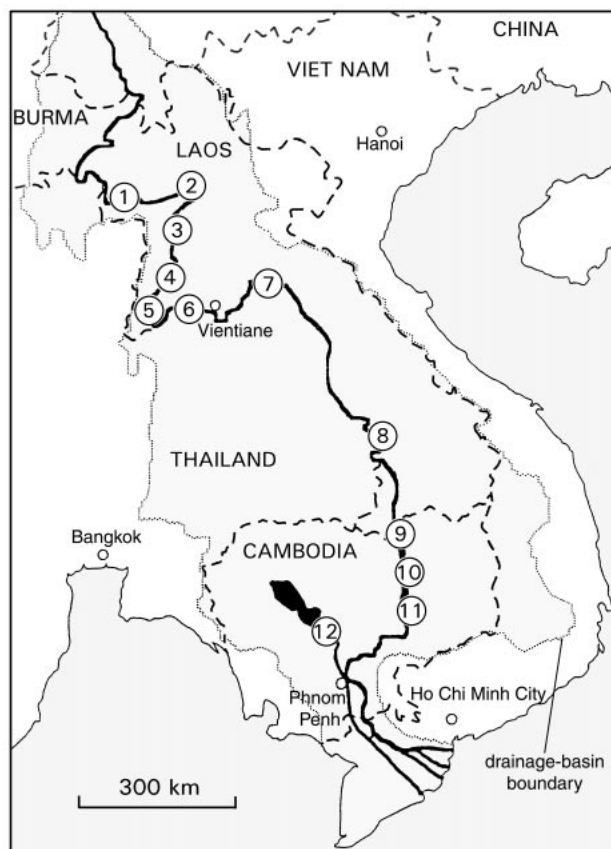 CHINA
VIET NAM
BURMA
Hanoi
LAOS
1
2
3
4
5
6
7
Vientiane
8
THAILAND
9
Bangkok
CAMBODIA
10
11
12
Phnom
Penh
Ho Chi Minh City
drainage-basin
boundary
300 km